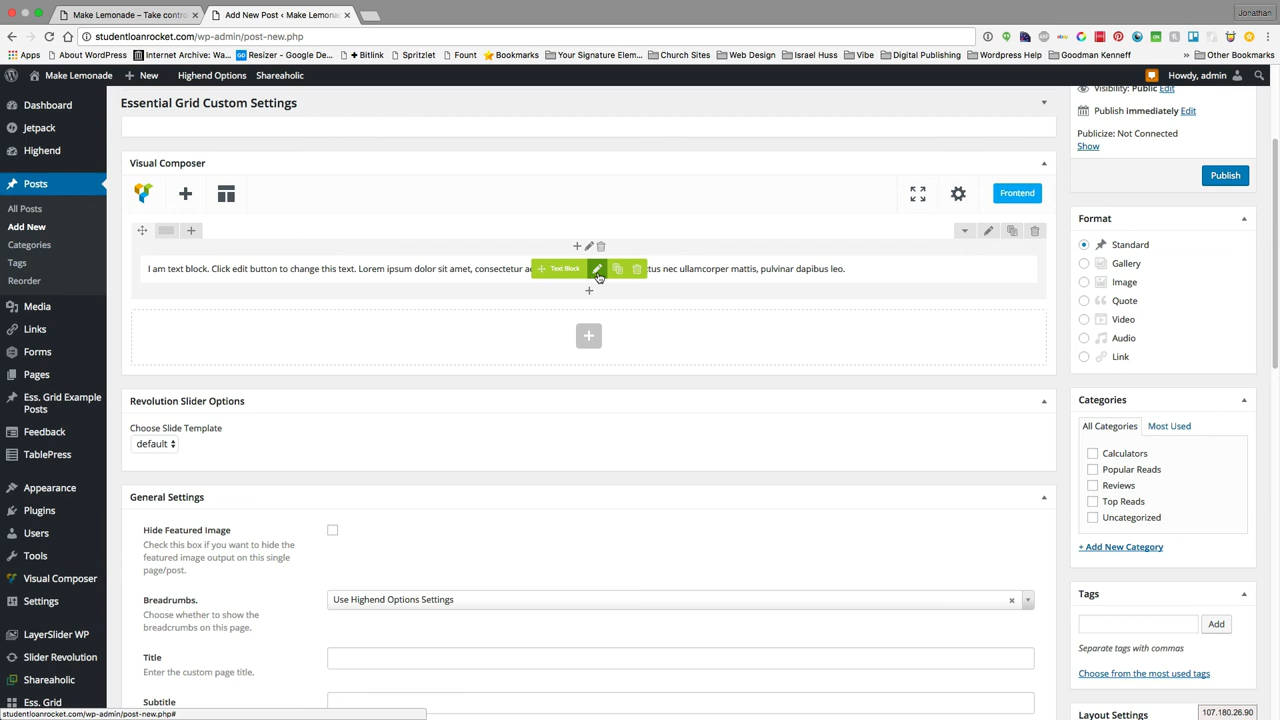 Make Lemonade – Take contro
Add New Post ‹ Make Lemona
Jonathan
studentloanrocket.com/wp-admin/post-new.php
Apps
About WordPress
Internet Archive: Wa...
Resizer - Google De...
Bitlink
Spritzlet
Fount
Bookmarks
Your Signature Elem...
Church Sites
Web Design
Israel Huss
Vibe
Digital Publishing
Wordpress Help
Goodman Kenneff
»
Other Bookmarks
Make Lemonade
New
Highend Options
Shareaholic
Howdy, admin
Dashboard
Jetpack
Highend
Posts
All Posts
Add New
Categories
Tags
Reorder
Media
Links
Forms
Pages
Ess. Grid Example
Posts
Feedback
TablePress
Appearance
Plugins
Users
Tools
Visual Composer
Settings
LayerSlider WP
Slider Revolution
Shareaholic
Ess. Grid
Essential Grid Custom Settings
Visual Composer
Frontend
I am text block. Click edit button to change this text. Lorem ipsum dolor sit amet, consectetur a
Text Block
tus nec ullamcorper mattis, pulvinar dapibus leo.
Revolution Slider Options
Choose Slide Template
default
General Settings
Hide Featured Image
Check this box if you want to hide the
featured image output on this single
page/post.
Breadrumbs.
Use Highend Options Settings
Choose whether to show the
breadcrumbs on this page.
Title
Enter the custom page title.
Subtitle
Visibility: Public Edit
Publish immediately Edit
Publicize: Not Connected
Show
Publish
Format
Standard
Gallery
Image
Quote
Video
Audio
Link
Categories
All Categories
Most Used
Calculators
Popular Reads
Reviews
Top Reads
Uncategorized
+ Add New Category
Tags
Add
Separate tags with commas
Choose from the most used tags
Layout Settings
107.180.26.90
studentloanrocket.com/wp-admin/post-new.php#